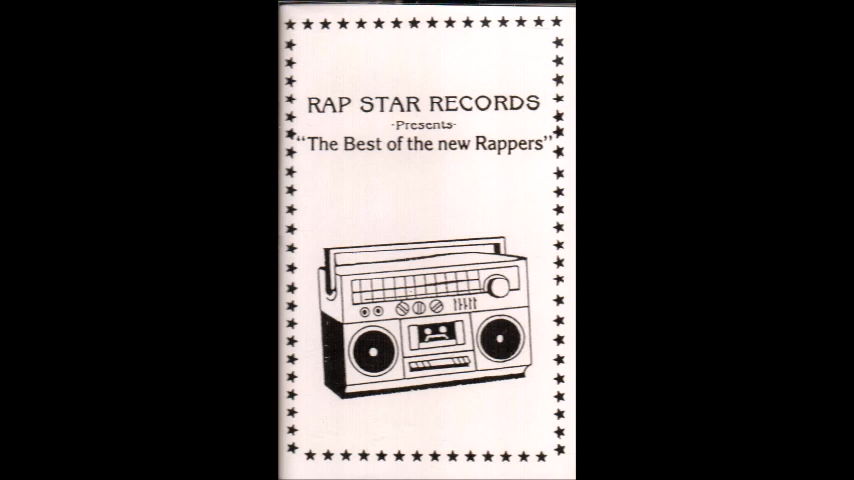 RAP STAR RECORDS
-Presents-
"The Best of the new Rappers"